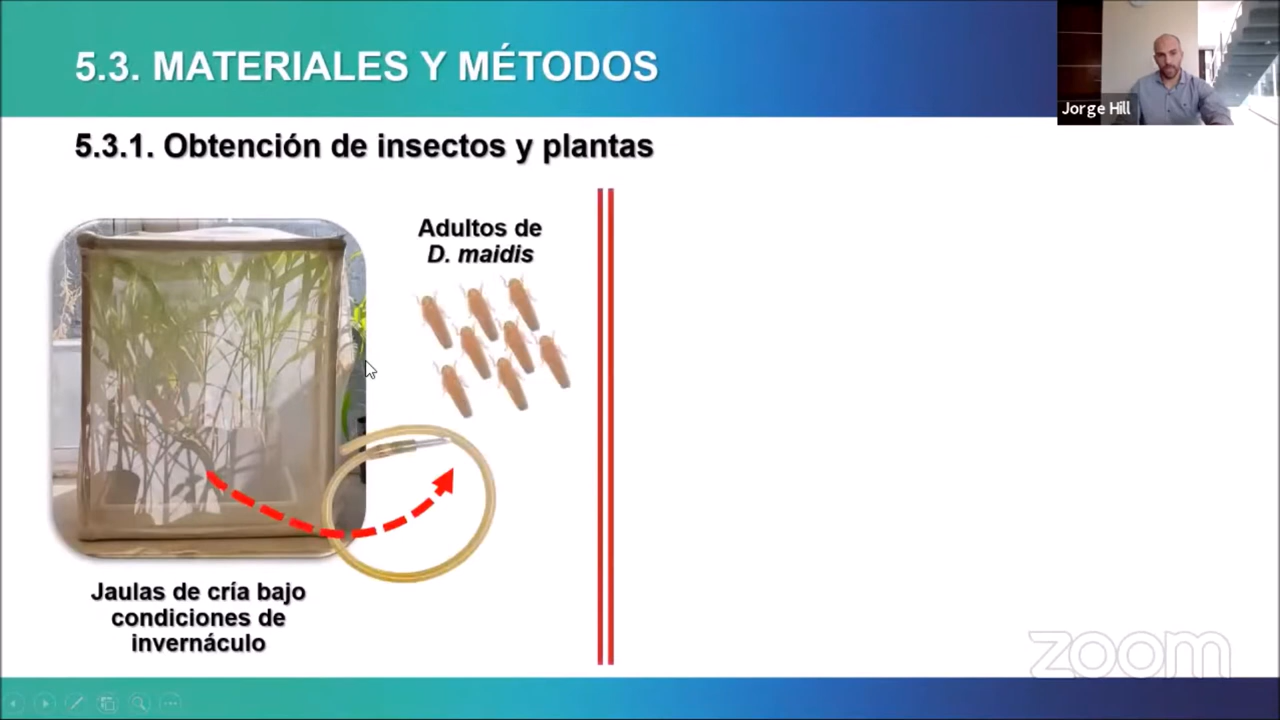 5.3. MATERIALES Y MÉTODOS
Jorge Hill
5.3.1. Obtención de insectos y plantas
Adultos de
D. maidis
Jaulas de cría bajo
condiciones de
invernáculo
zoom